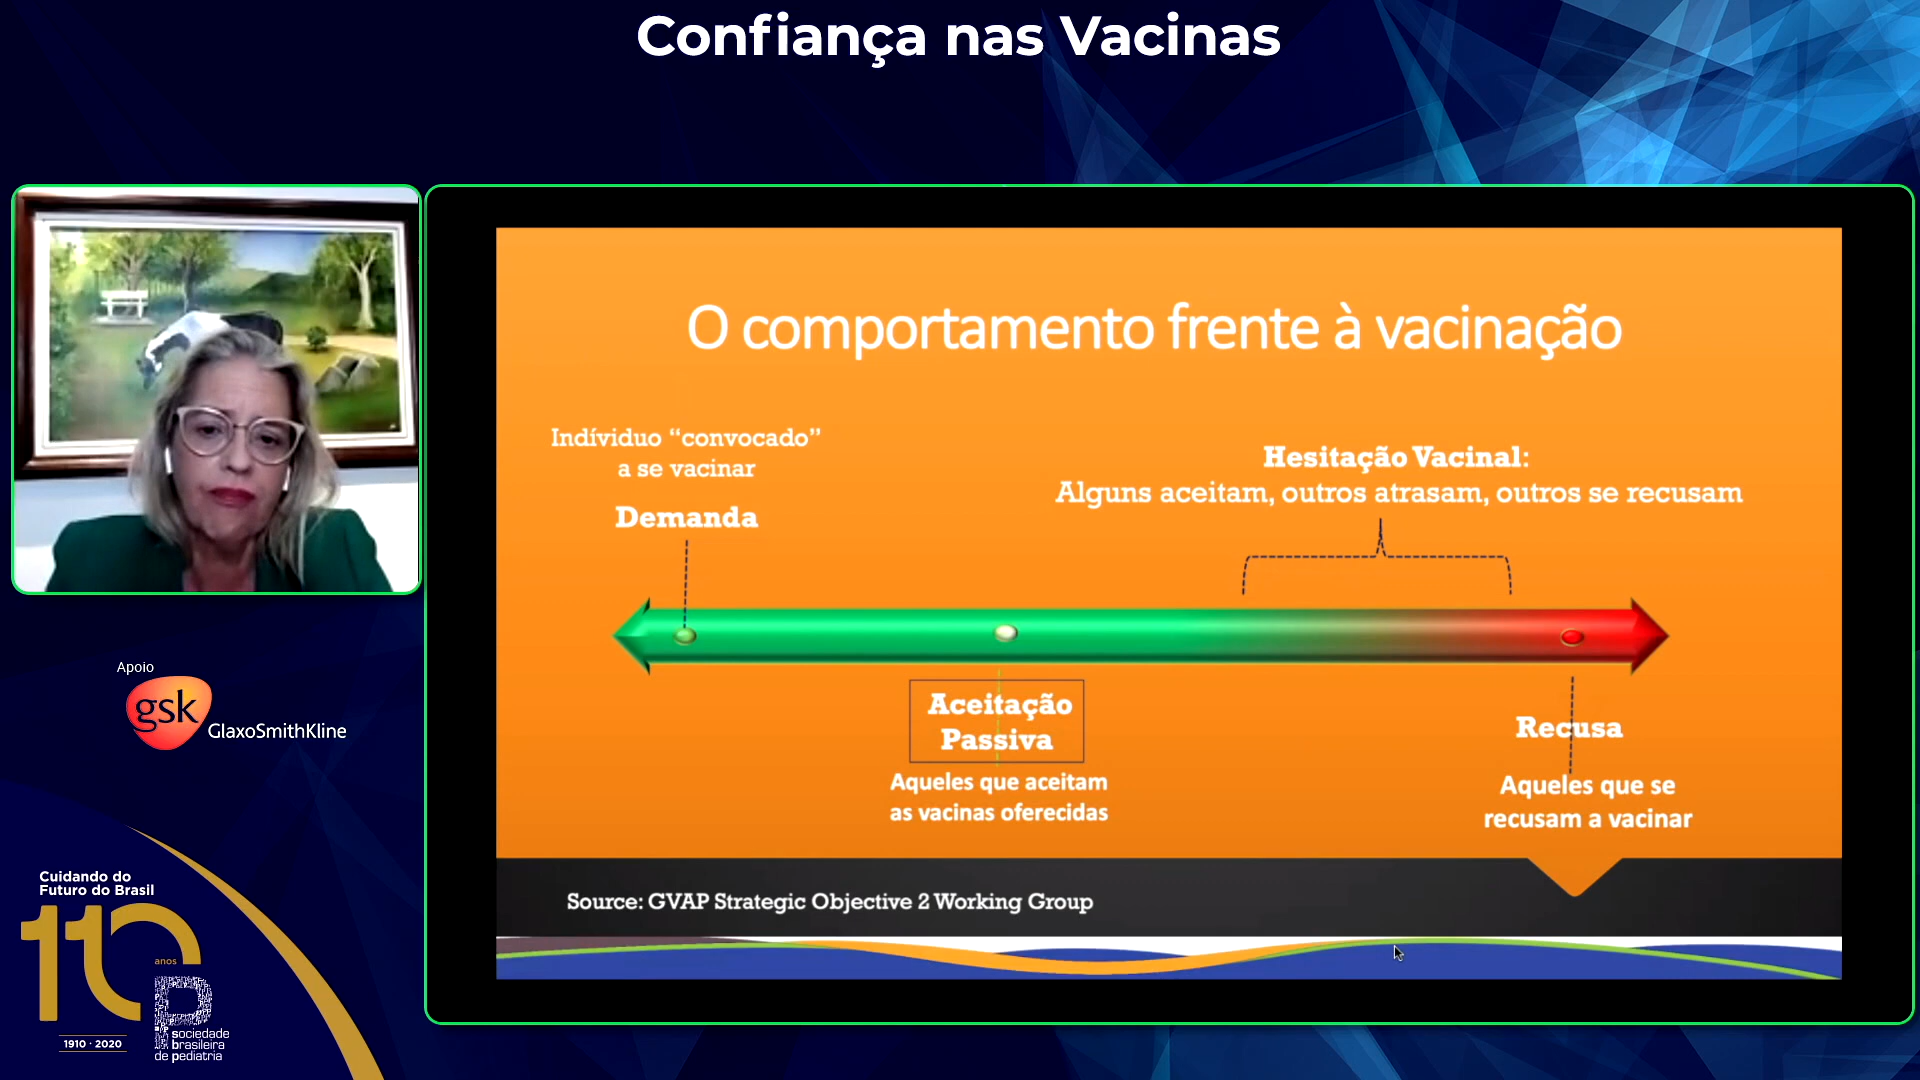 Confiança nas Vacinas
O comportamento frente à vacinação
Indíviduo “convocado”
a se vacinar
Demanda
Hesitação Vacinal:
Alguns aceitam, outros atrasam, outros se recusam
Aceitação
Passiva
Aqueles que aceitam
as vacinas oferecidas
Recusa
Aqueles que se
recusam a vacinar
Source: GVAP Strategic Objective 2 Working Group
Apoio
gsk
GlaxoSmithKline
Cuidando do
Futuro do Brasil
110
anos
1910 · 2020
sociedade
brasileira
de pediatria